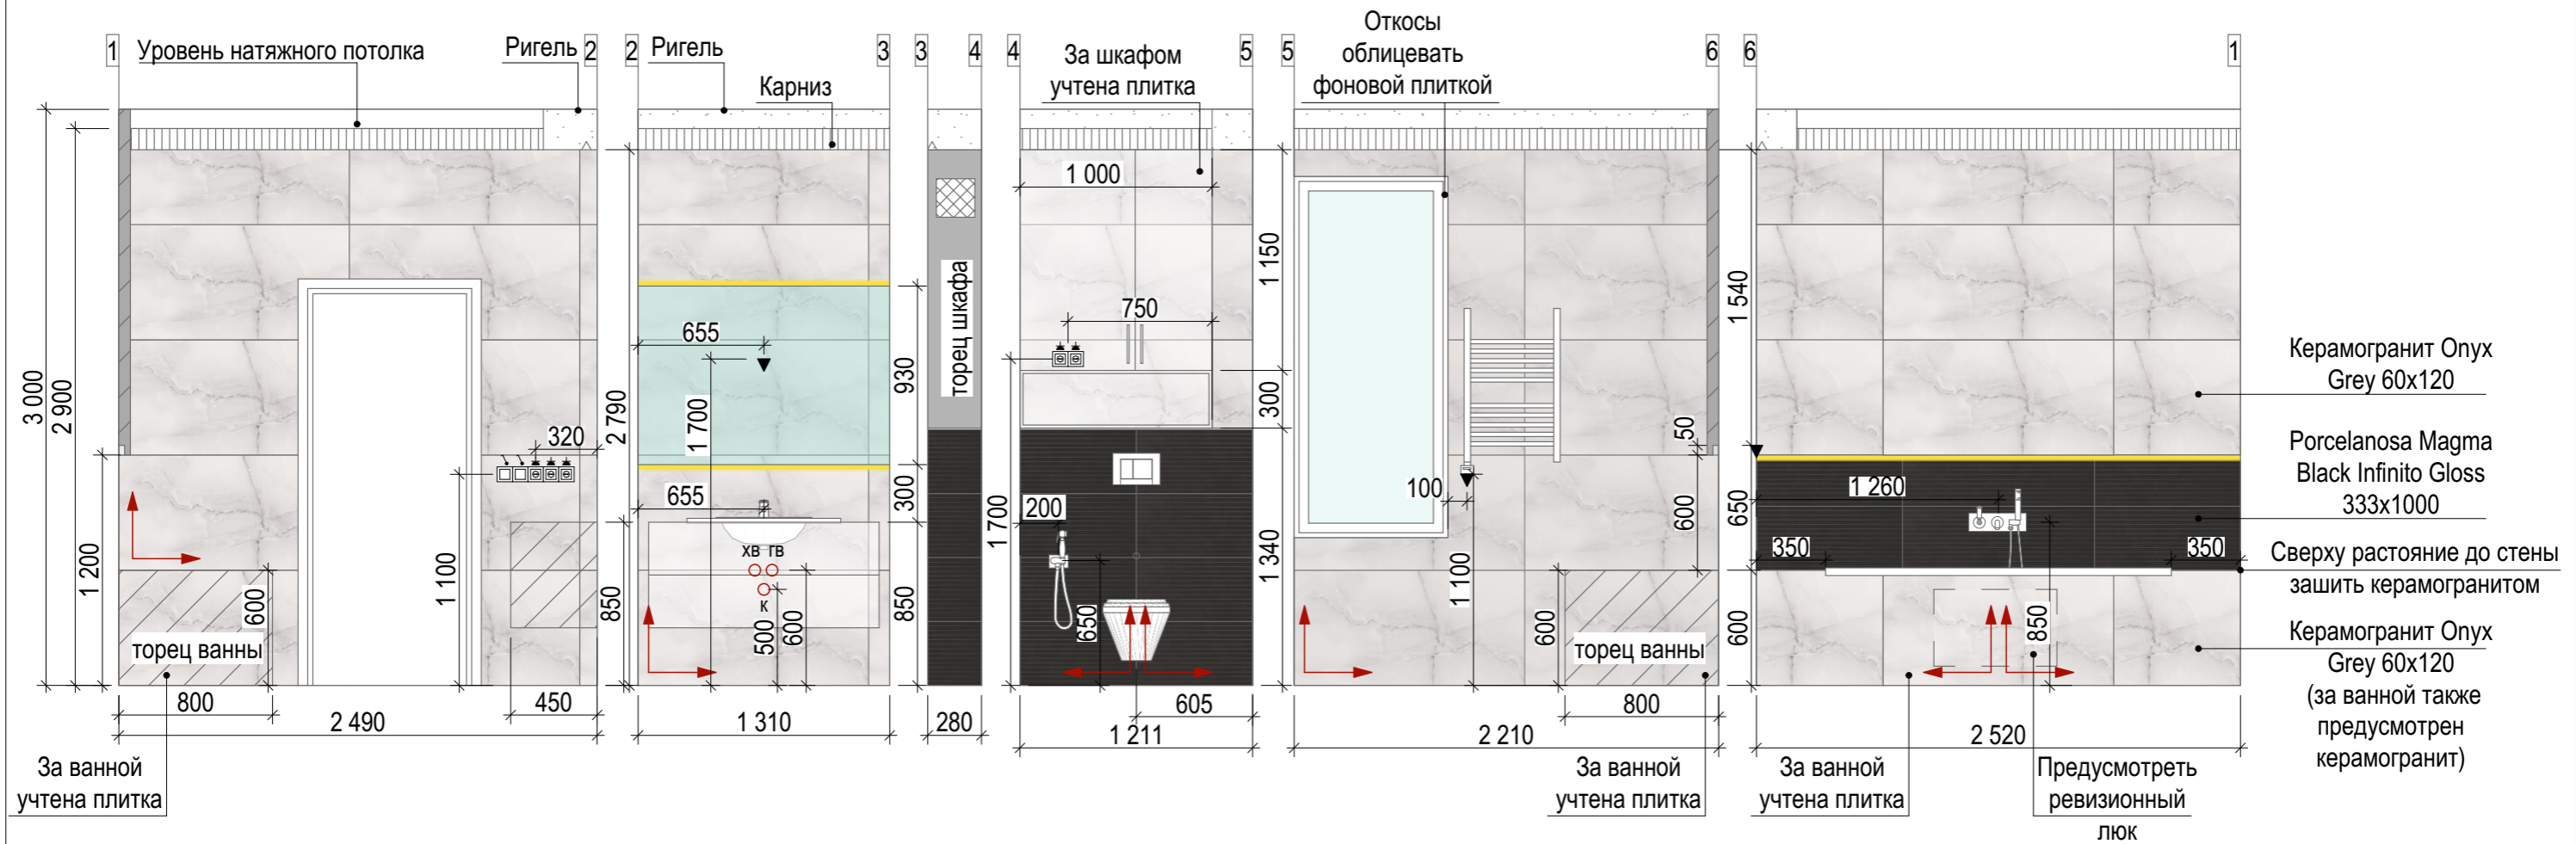 1
Уровень натяжного потолка
Ригель
2
2
Ригель
Карниз
3
3
4
4
За шкафом
учтена плитка
5
5
Откосы
облицевать
фоновой плиткой
6
6
1
3 000
2 900
1 200
600
торец ванны
1 100
320
800
2 490
450
За ванной
учтена плитка
2 790
850
655
1 700
655
ХВ ГВ
К
500
600
1 310
930
300
850
торец шкафа
280
1 000
750
1 700
200
650
605
1 211
1 150
300
1 340
100
1 100
50
600
600
торец ванны
800
2 210
За ванной
учтена плитка
1 540
650
600
1 260
350
350
850
2 520
За ванной
учтена плитка
Предусмотреть
ревизионный
люк
Керамогранит Onyx
Grey 60x120
Porcelanosa Magma
Black Infinito Gloss
333x1000
Сверху растояние до стены
зашить керамогранитом
Керамогранит Onyx
Grey 60x120
(за ванной также
предусмотрен
керамогранит)